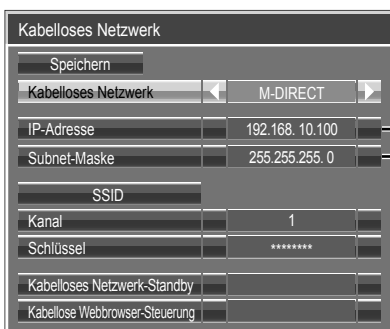 Kabelloses Netzwerk
Speichern
Kabelloses Netzwerk M-DIRECT
IP-Adresse 192.168. 10.100
Subnet-Maske 255.255.255. 0
SSID
Kanal 1
Schlüssel ********
Kabelloses Netzwerk-Standby
Kabellose Webbrowser-Steuerung